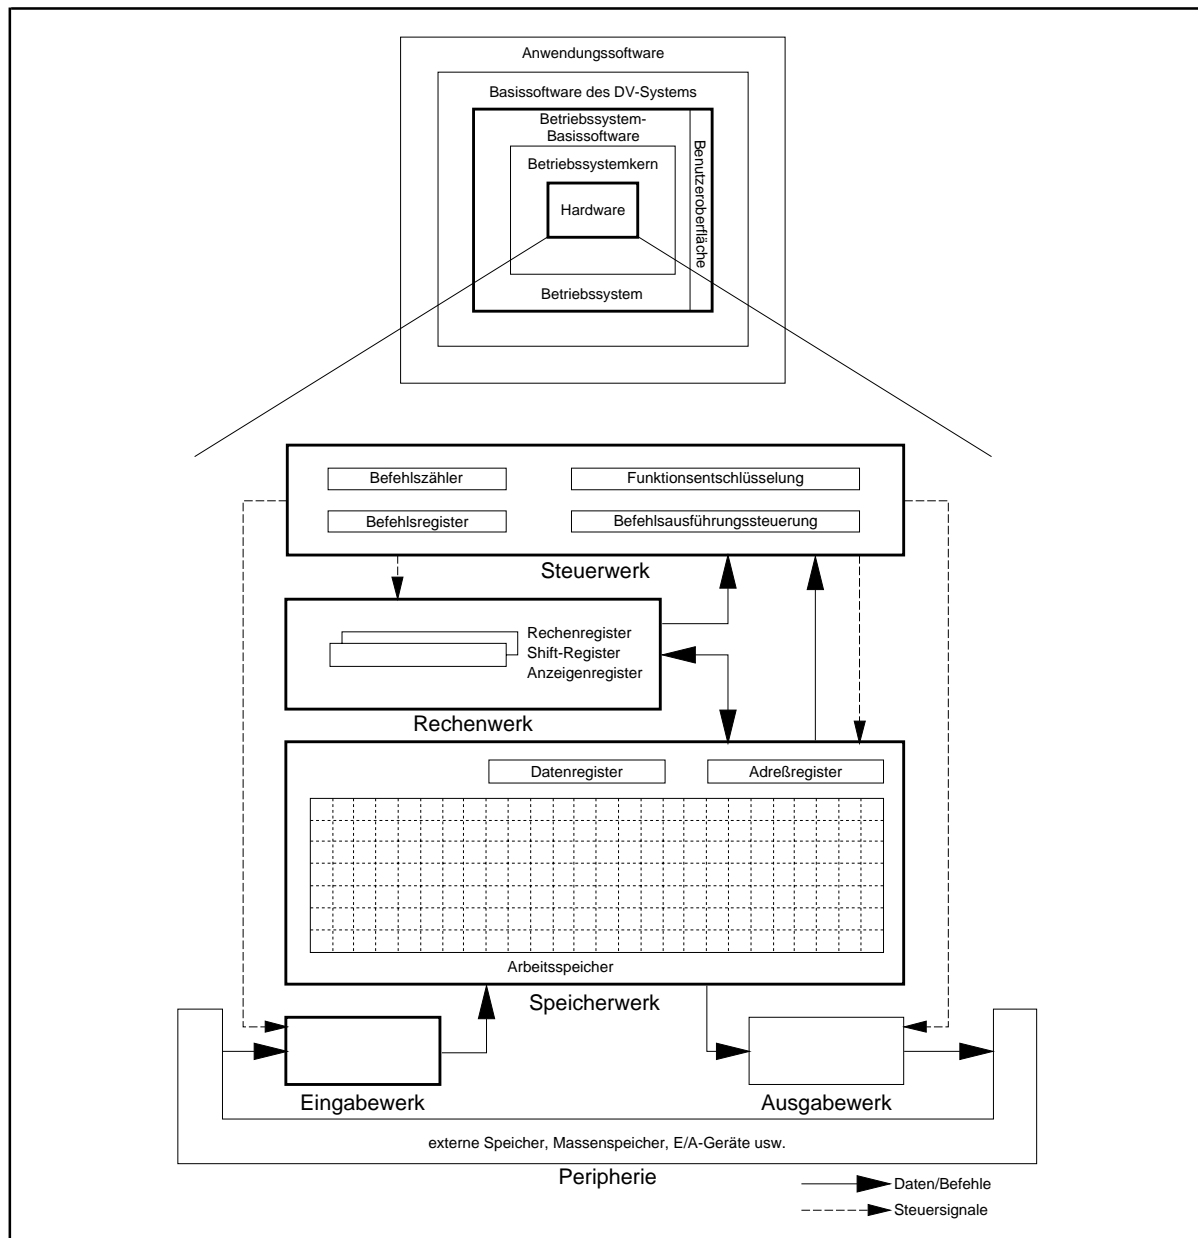 Anwendungssoftware
Basissoftware des DV-Systems
Betriebssystem-
Basissoftware
Benutzeroberfläche
Betriebssystemkern
Hardware
Betriebssystem
Befehlszähler
Funktionsentschlüsselung
Befehlsregister
Befehlsausführungssteuerung
Steuerwerk
Rechenregister
Shift-Register
Anzeigenregister
Rechenwerk
Datenregister
Adreßregister
Arbeitsspeicher
Speicherwerk
Eingabewerk
Ausgabewerk
externe Speicher, Massenspeicher, E/A-Geräte usw.
Peripherie
Daten/Befehle
Steuersignale